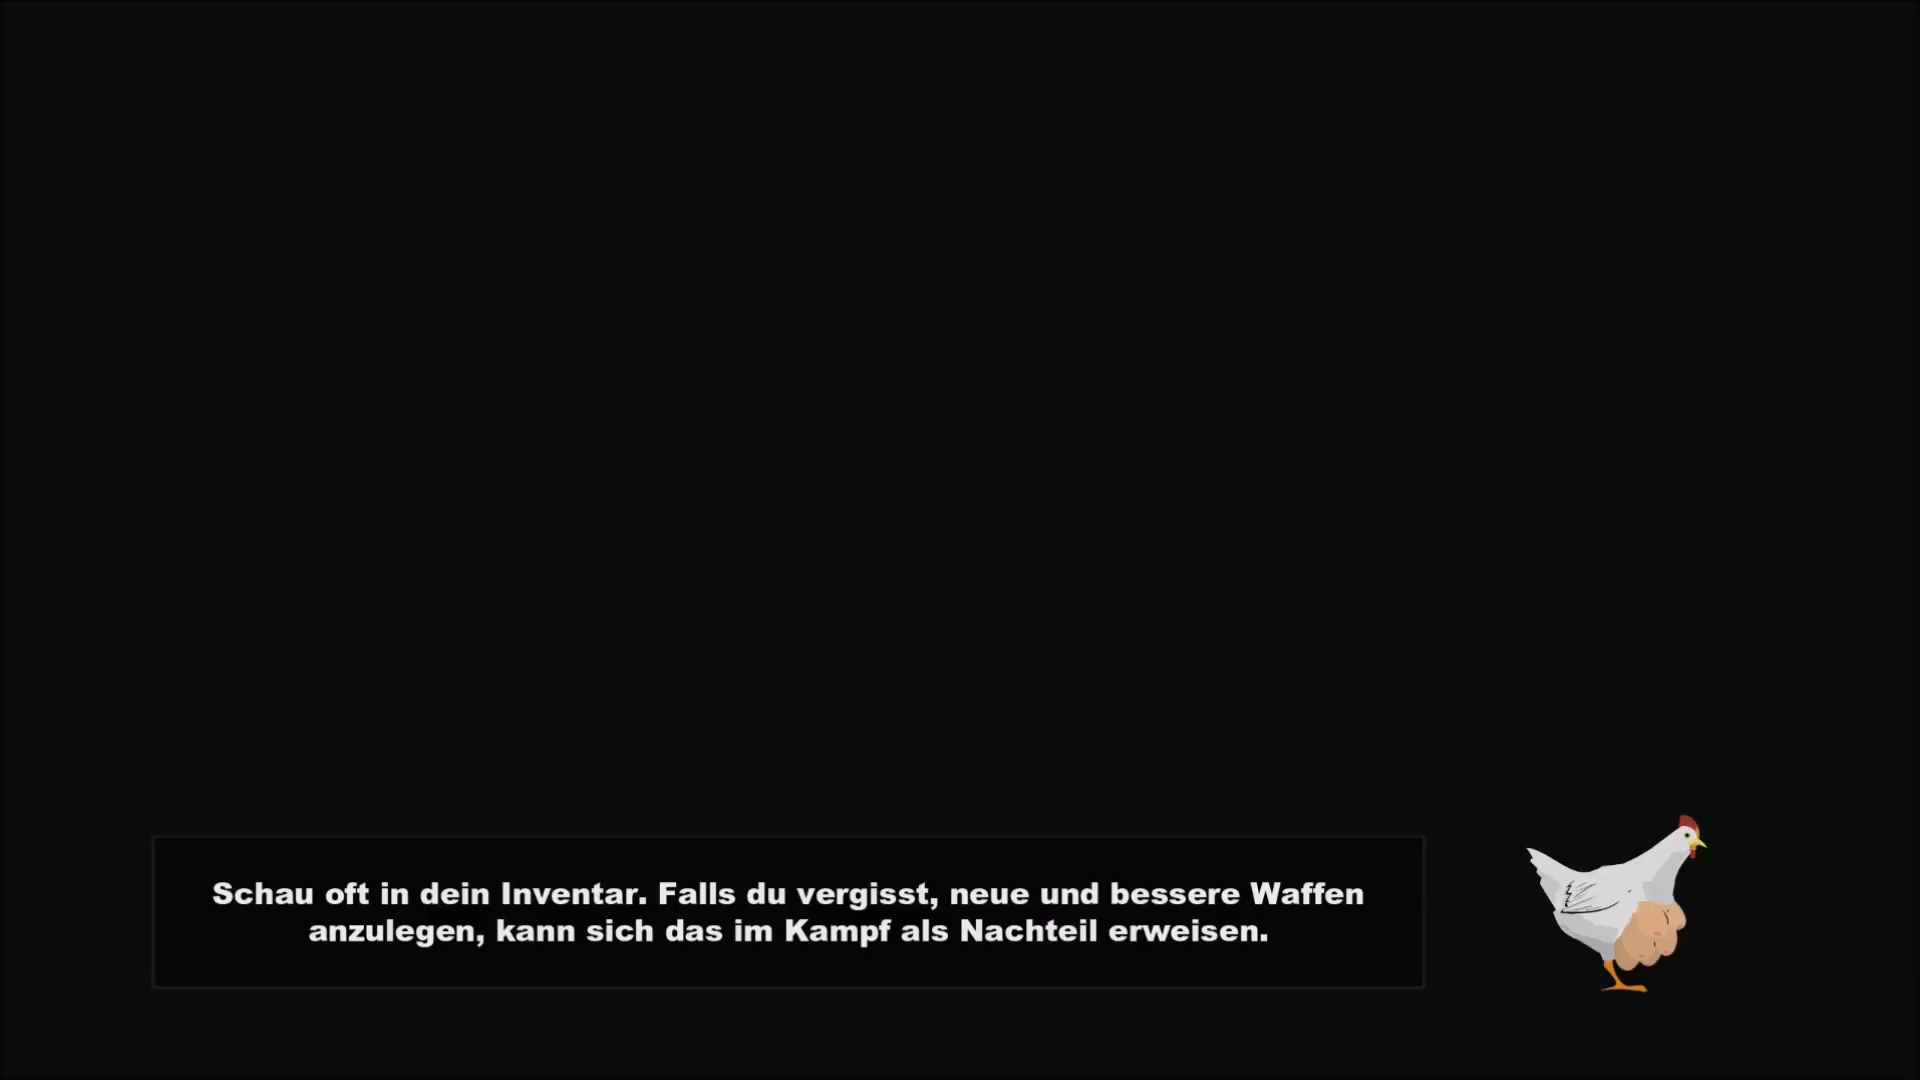 Schau oft in dein Inventar. Falls du vergisst, neue und bessere Waffen
anzulegen, kann sich das im Kampf als Nachteil erweisen.